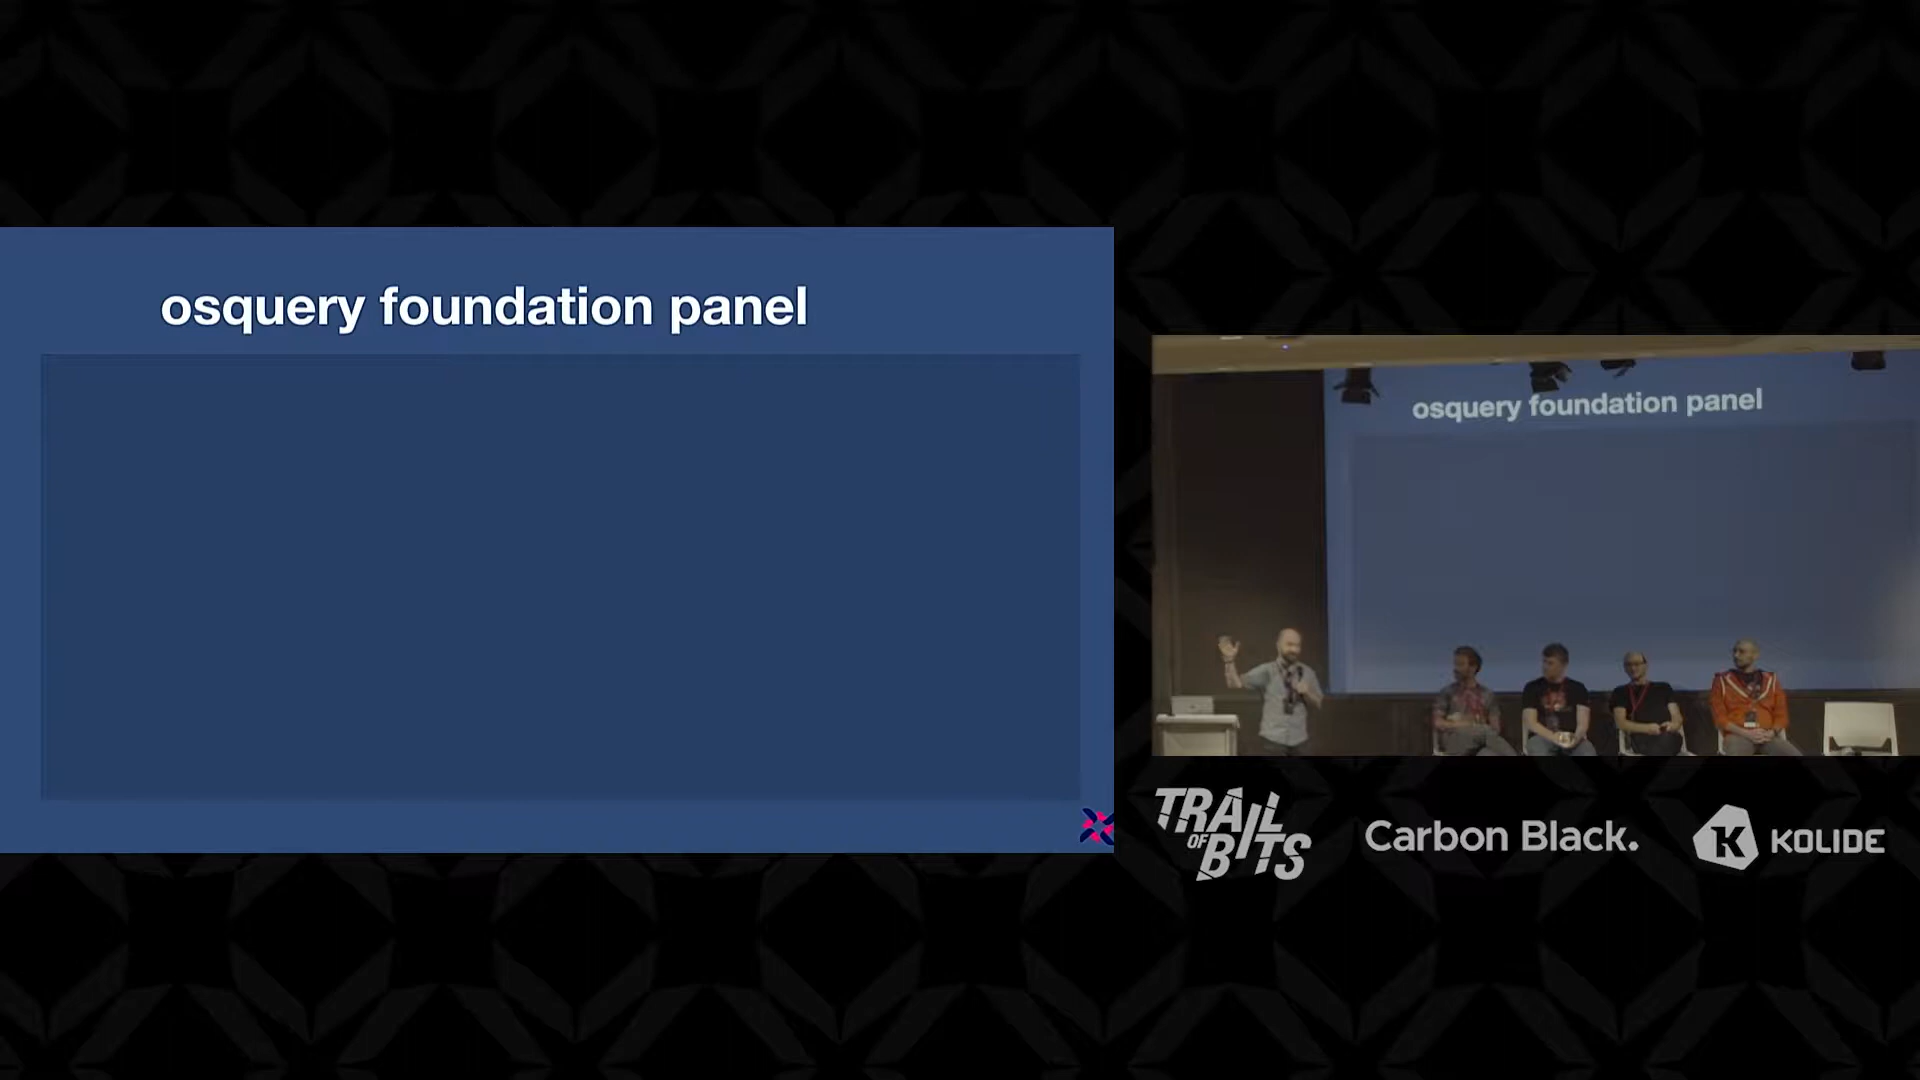 osquery foundation panel
osquery foundation panel
TRAIL
OF
BITS
Carbon Black.
K KOLIDE